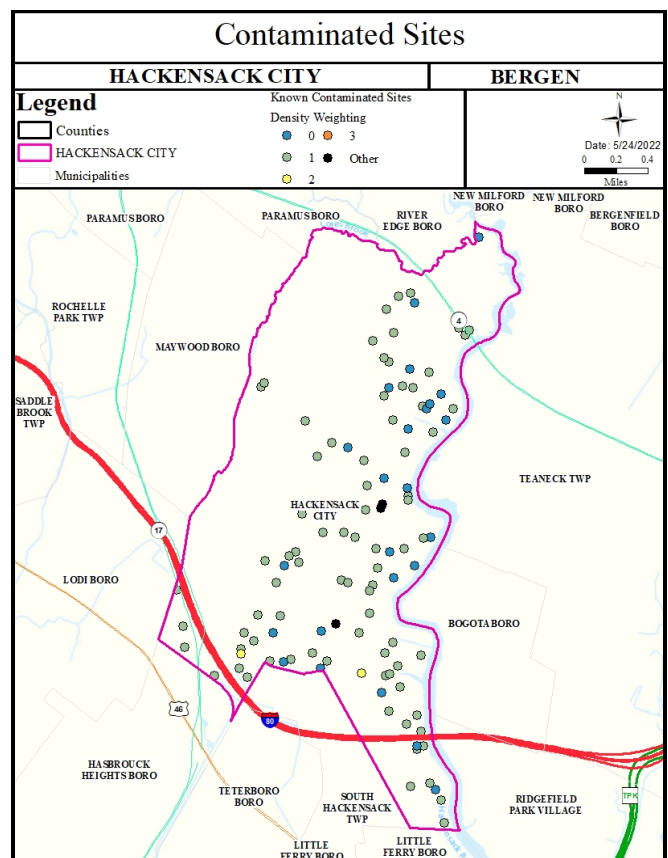 Contaminated Sites
HACKENSACK CITY
BERGEN
Legend
Counties
HACKENSACK CITY
Municipalities
Known Contaminated Sites
Density Weighting
0
3
1
Other
2
N
Date: 5/24/2022
0 0.2 0.4
Miles
NEW MILFORD
BORO
NEW MILFORD
BORO
BERGENFIELD
BORO
PARAMUS BORO
PARAMUS BORO
RIVER
EDGE BORO
ROCHELLE
PARK TWP
4
MAYWOOD BORO
SADDLE
BROOK
TWP
TEANECK TWP
HACKENSACK
CITY
17
LODI BORO
BOGOTA BORO
46
80
HASBROUCK
HEIGHTS BORO
TETERBORO
BORO
SOUTH
HACKENSACK
TWP
TPK
RIDGEFIELD
PARK VILLAGE
LITTLE
FERRY BORO
LITTLE
FERRY BORO